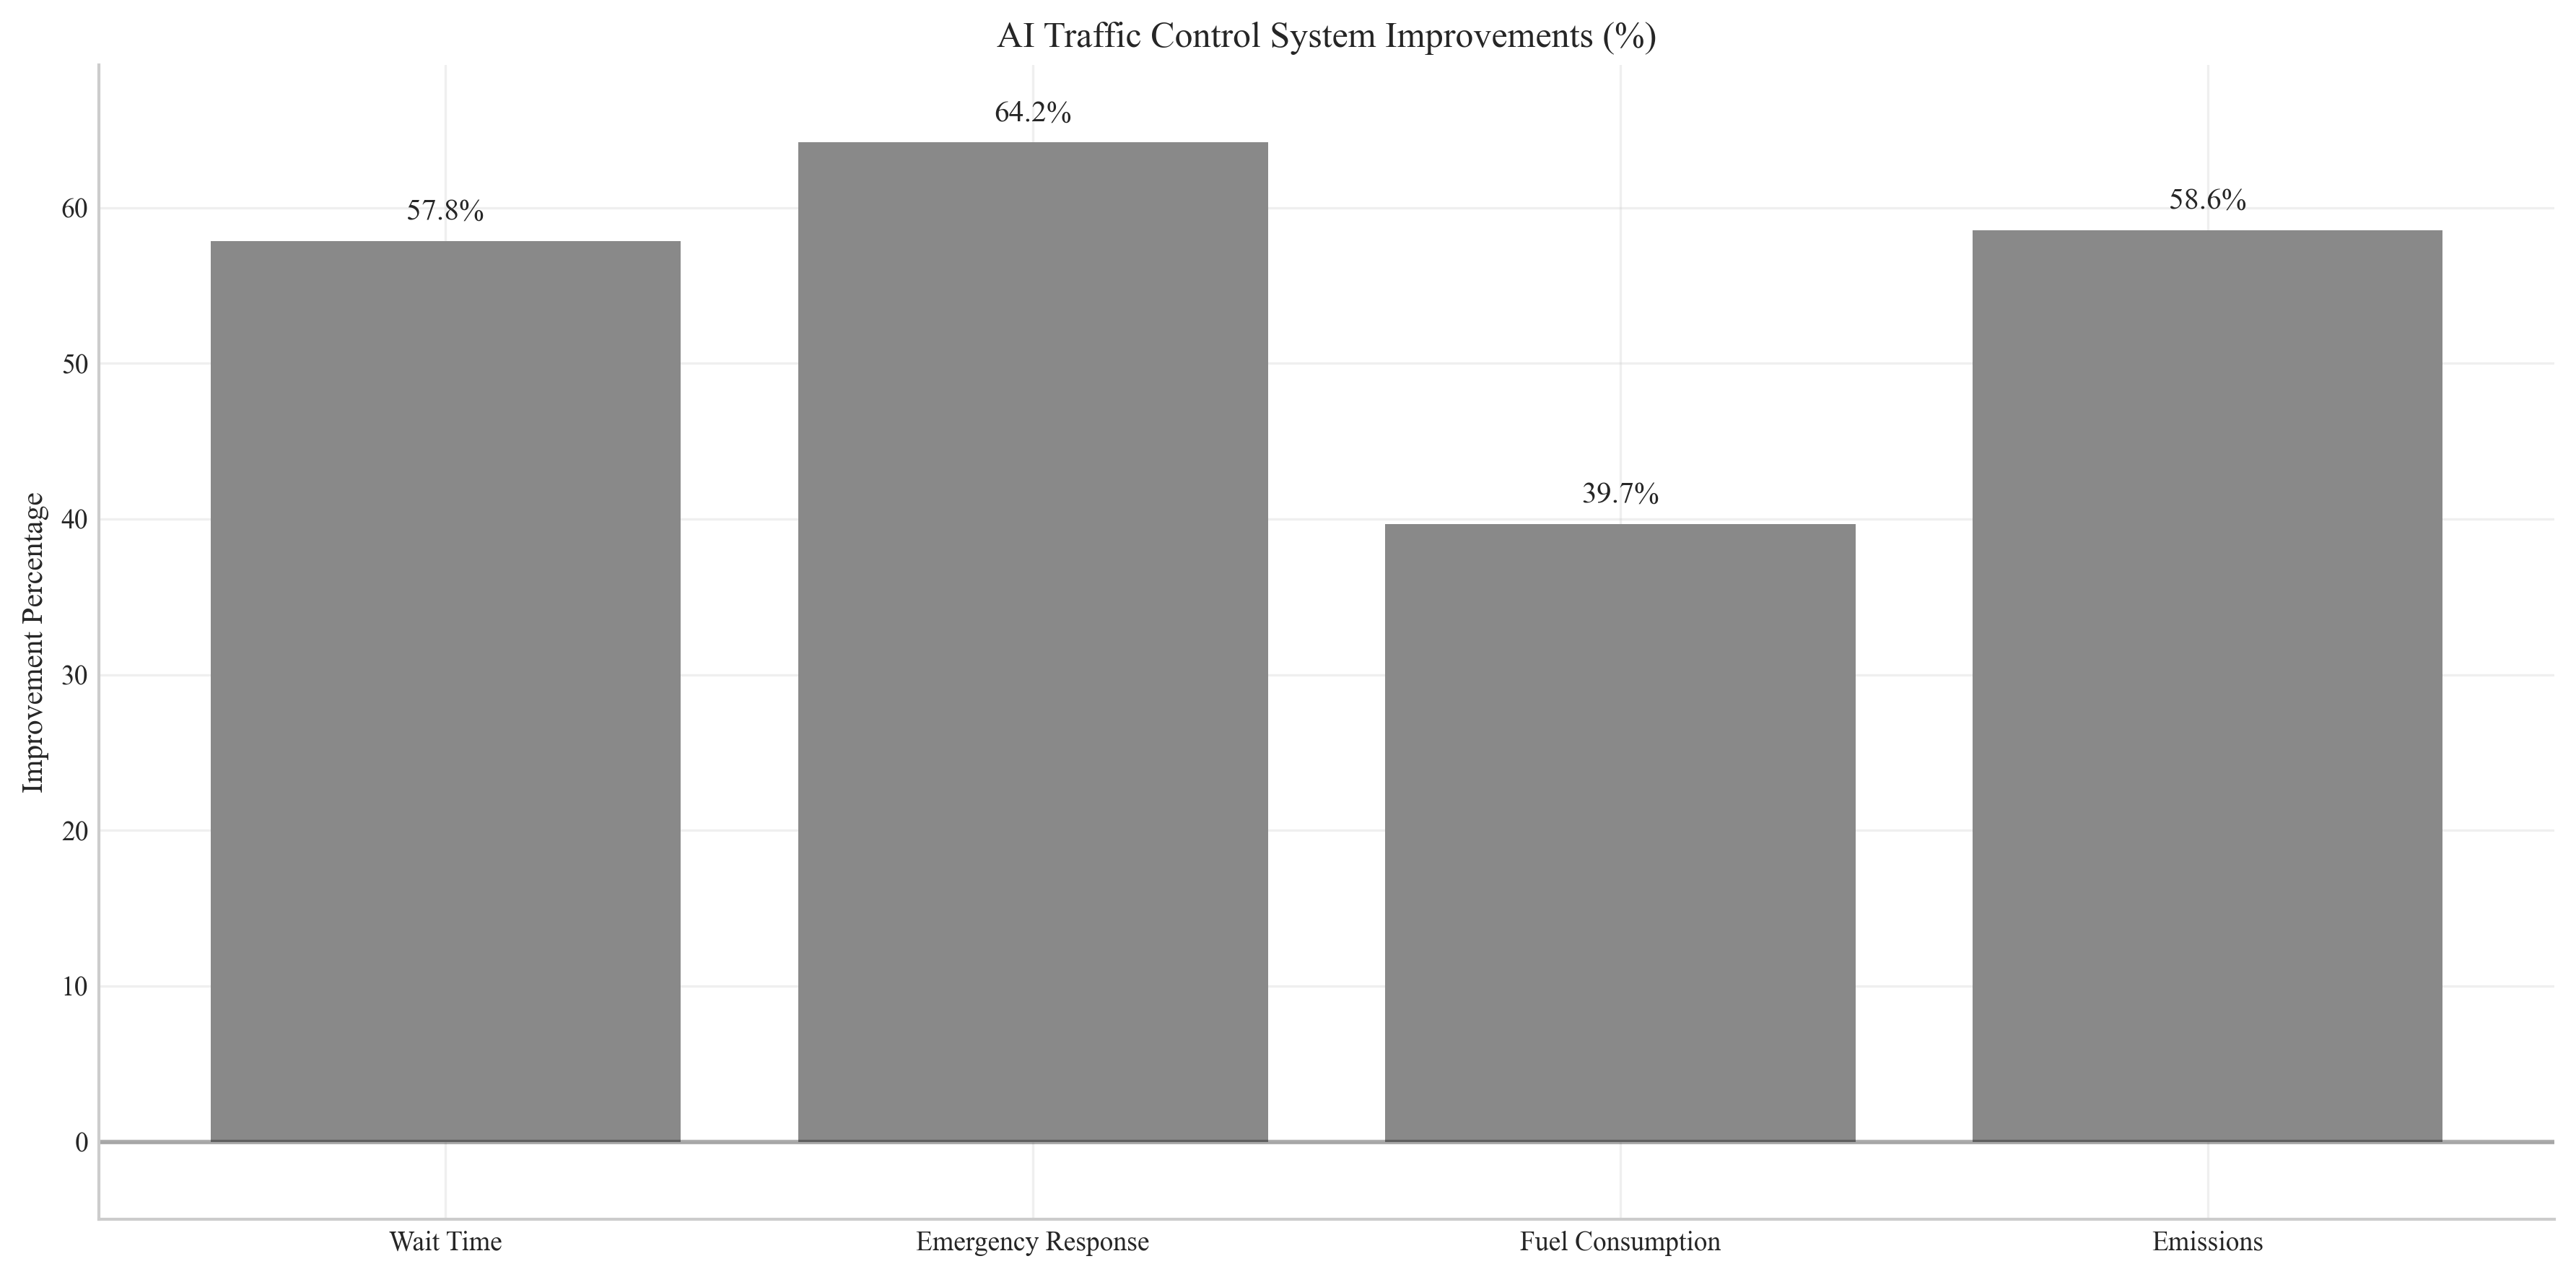 AI Traffic Control System Improvements (%)
64.2%
57.8%
58.6%
39.7%
Improvement Percentage
60
50
40
30
20
10
0
Wait Time
Emergency Response
Fuel Consumption
Emissions